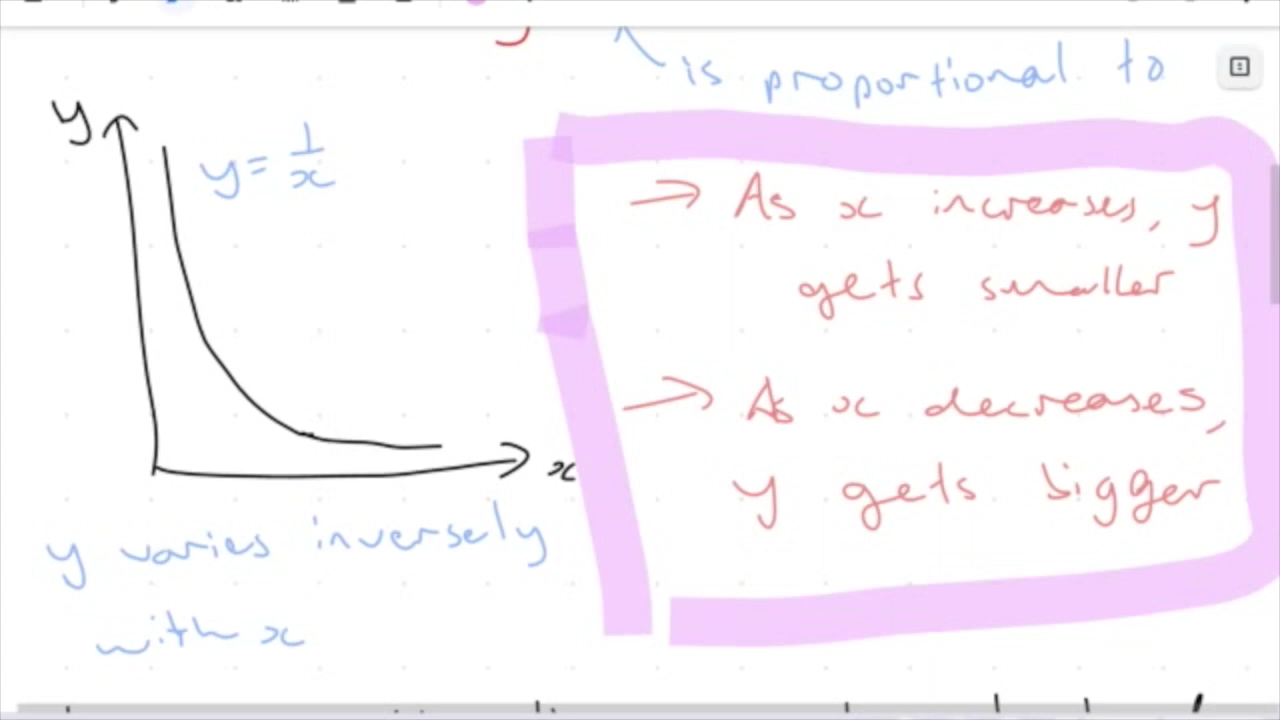 is proportional to
y
y = 1/x
→ As x increases, y
gets smaller
→ As x decreases,
y gets bigger
x
y varies inversely
with x